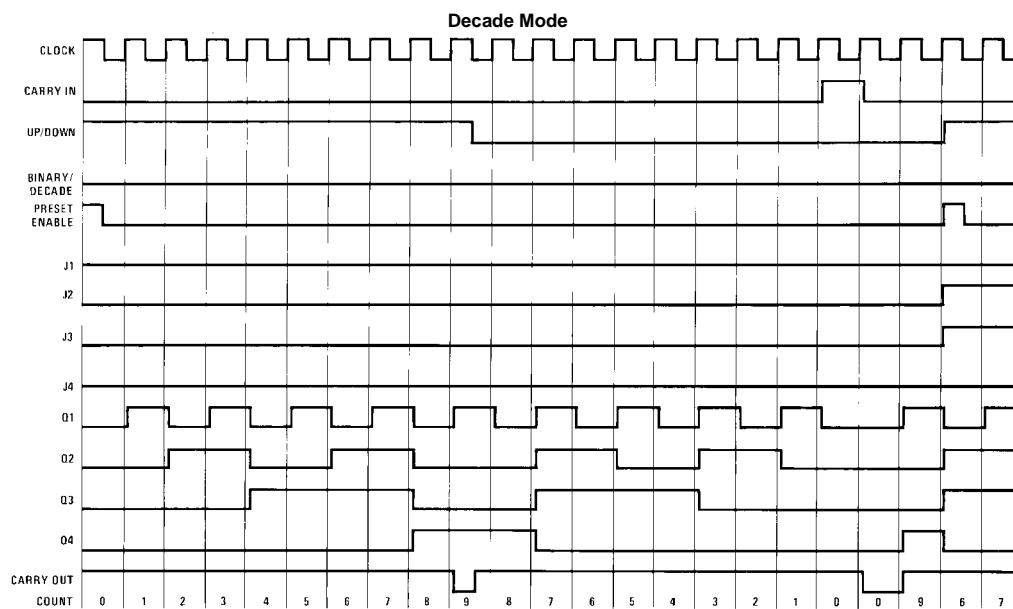 Decade Mode
CLOCK
CARRY IN
UP/DOWN
BINARY/
DECADE
PRESET
ENABLE
J1
J2
J3
J4
Q1
Q2
Q3
Q4
CARRY OUT
COUNT 0 1 2 3 4 5 6 7 8 9 8 7 6 5 4 3 2 1 0 0 9 6 7